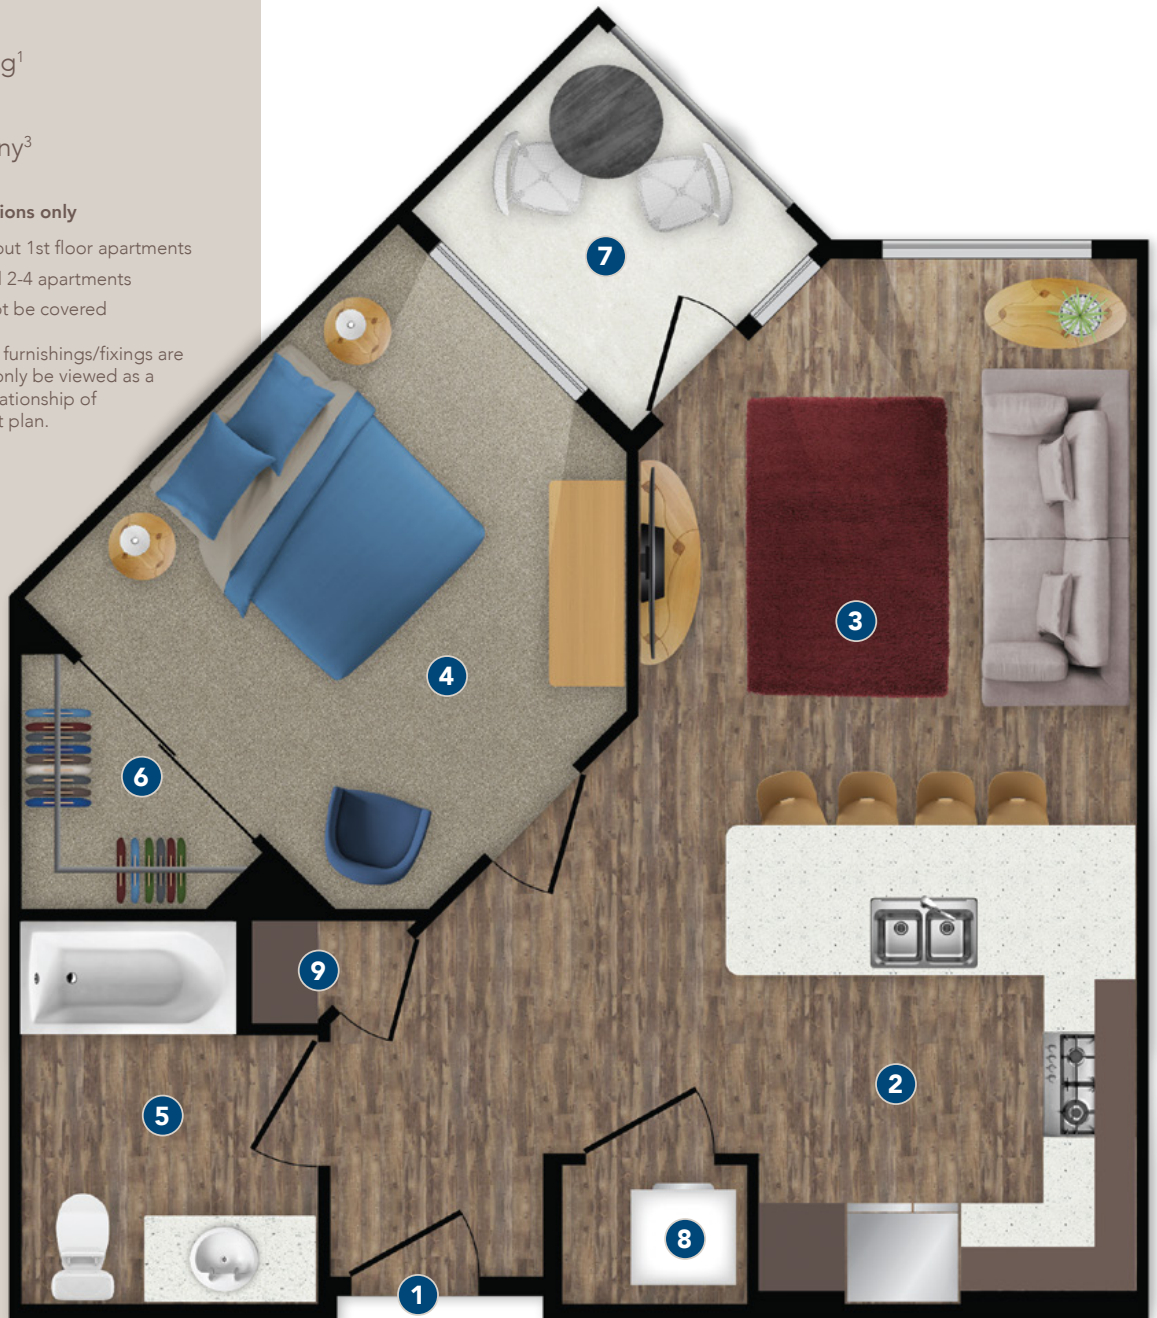 g1
ny3
ions only
out 1st floor apartments
d 2-4 apartments
ot be covered
furnishings/fixings are
only be viewed as a
ationship of
t plan.
7
3
4
6
9
2
5
8
1